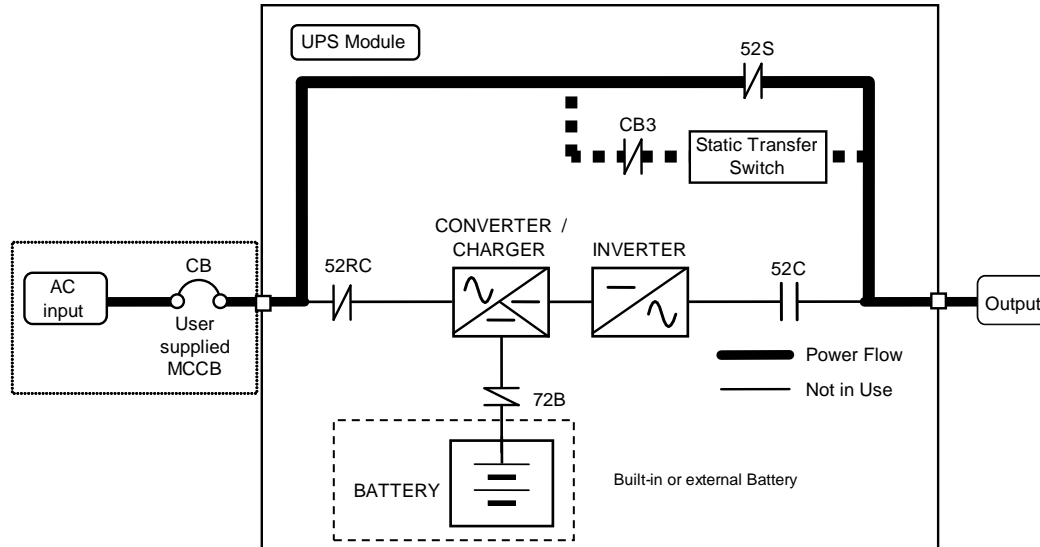 UPS Module
52S
CB3
Static Transfer
Switch
CONVERTER /
CHARGER
INVERTER
52RC
52C
CB
AC
input
User
supplied
MCCB
Output
Power Flow
Not in Use
72B
BATTERY
Built-in or external Battery